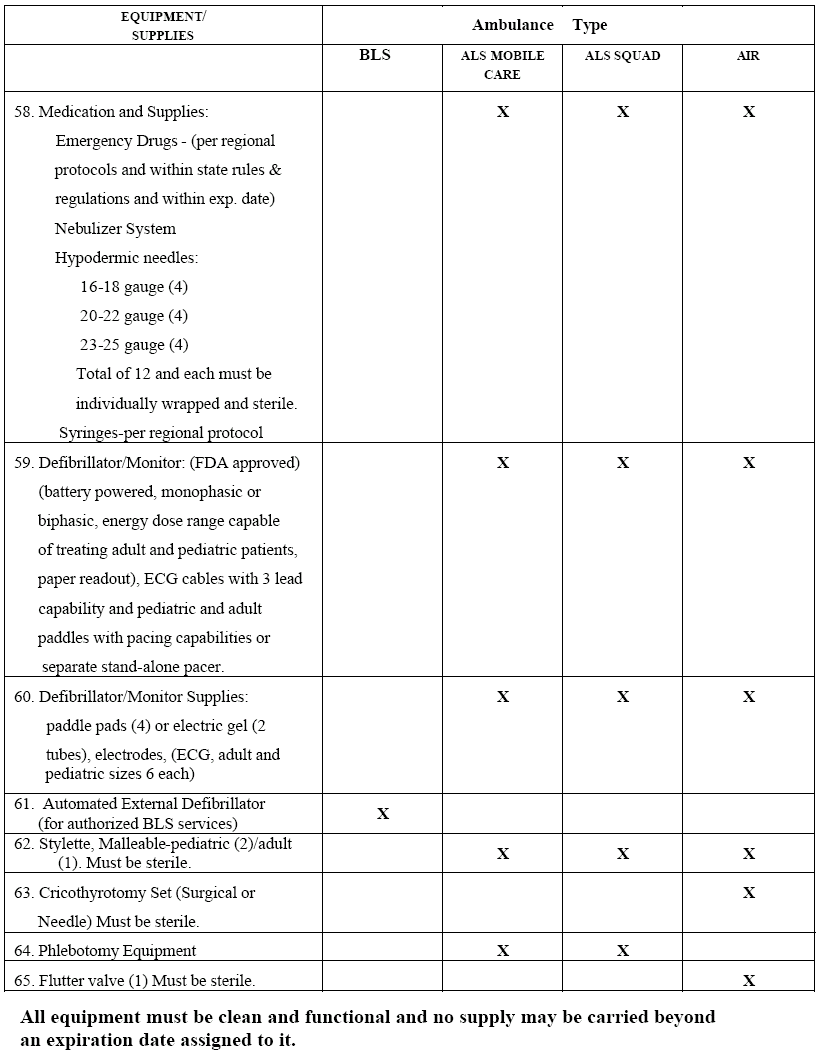 EQUIPMENT/
SUPPLIES
Ambulance Type
BLS
ALS MOBILE
CARE
ALS SQUAD
AIR
58. Medication and Supplies: X X X
Emergency Drugs - (per regional
protocols and within state rules &
regulations and within exp. date)
Nebulizer System
Hypodermic needles:
16-18 gauge (4)
20-22 gauge (4)
23-25 gauge (4)
Total of 12 and each must be
individually wrapped and sterile.
Syringes-per regional protocol
59. Defibrillator/Monitor: (FDA approved) X X X
(battery powered, monophasic or
biphasic, energy dose range capable
of treating adult and pediatric patients,
paper readout), ECG cables with 3 lead
capability and pediatric and adult
paddles with pacing capabilities or
separate stand-alone pacer.
60. Defibrillator/Monitor Supplies: X X X
paddle pads (4) or electric gel (2
tubes), electrodes, (ECG, adult and
pediatric sizes 6 each)
61. Automated External Defibrillator
(for authorized BLS services) X
62. Stylette, Malleable-pediatric (2)/adult
(1). Must be sterile. X X X
63. Cricothyrotomy Set (Surgical or X
Needle) Must be sterile.
64. Phlebotomy Equipment X X
65. Flutter valve (1) Must be sterile. X
All equipment must be clean and functional and no supply may be carried beyond
an expiration date assigned to it.